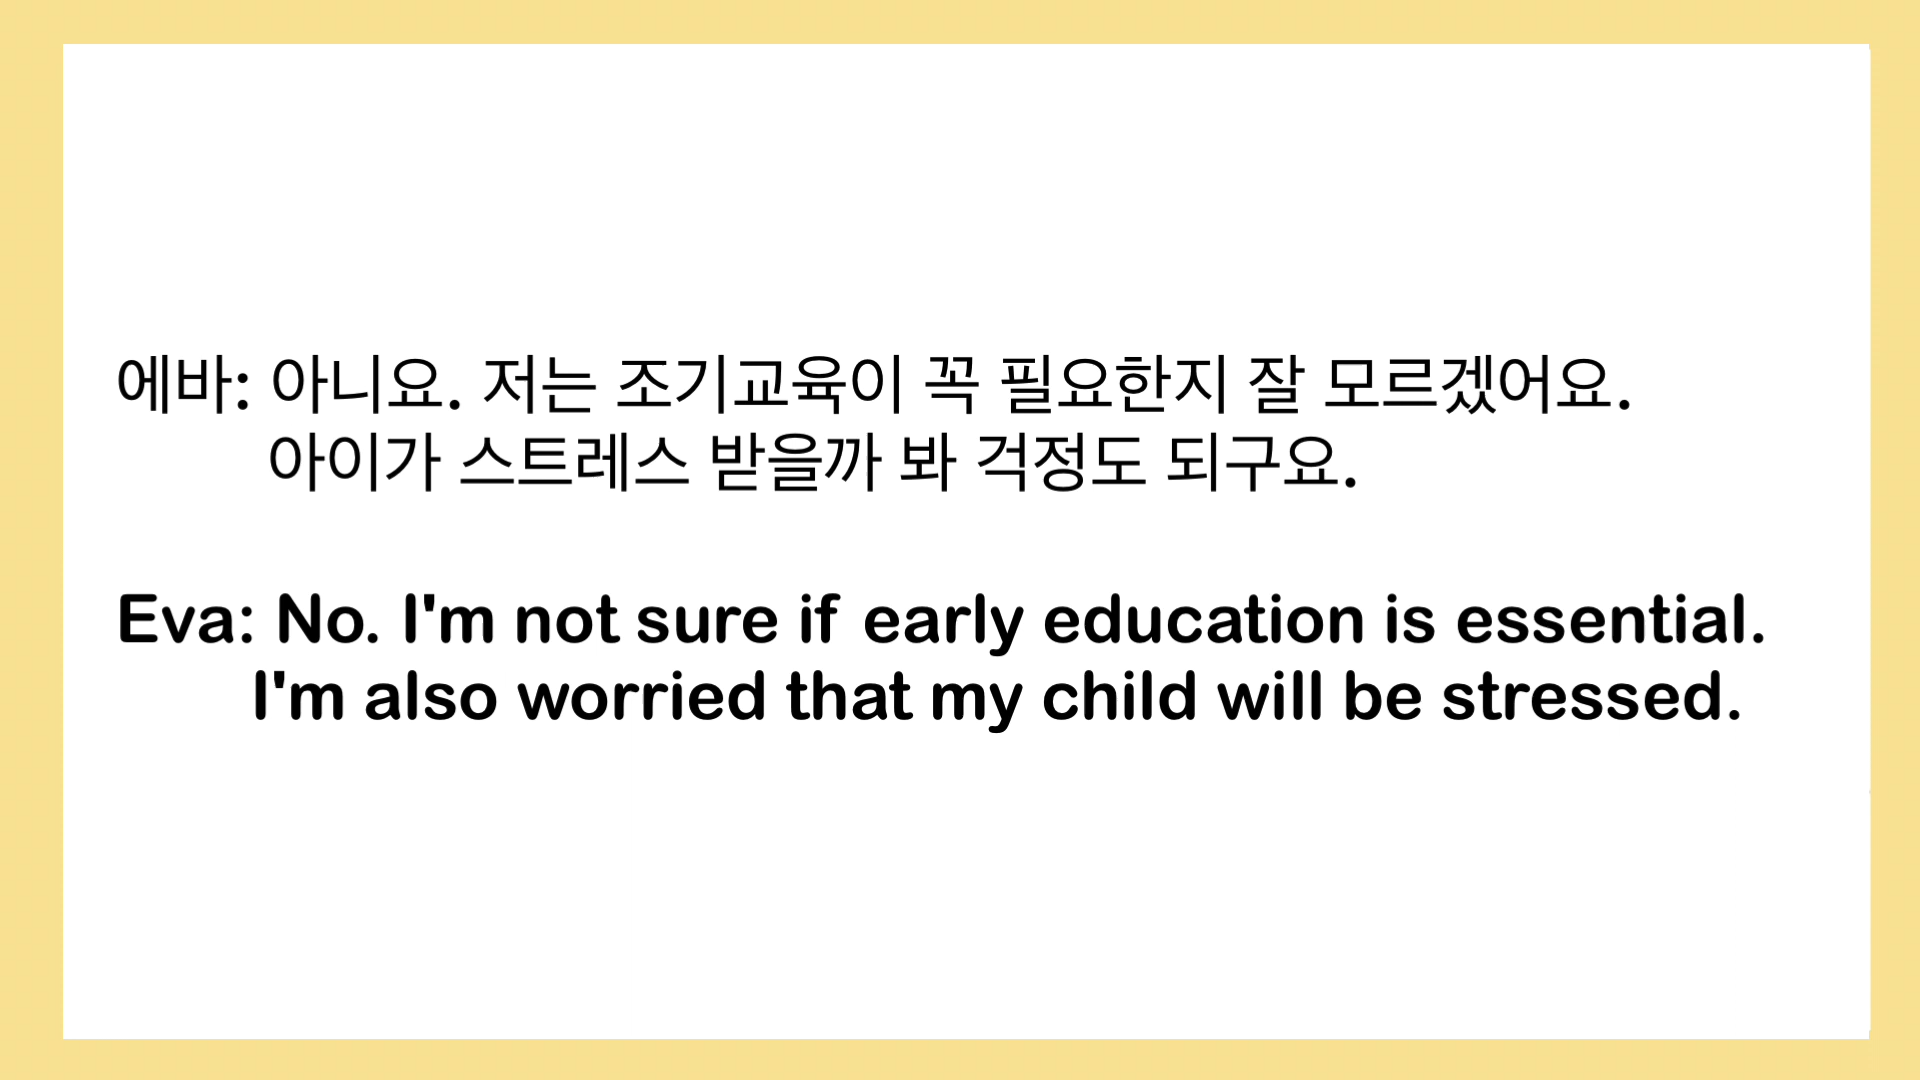 에바: 아니요. 저는 조기교육이 꼭 필요한지 잘 모르겠어요.
아이가 스트레스 받을까 봐 걱정도 되구요.
Eva: No. I'm not sure if early education is essential.
I'm also worried that my child will be stressed.